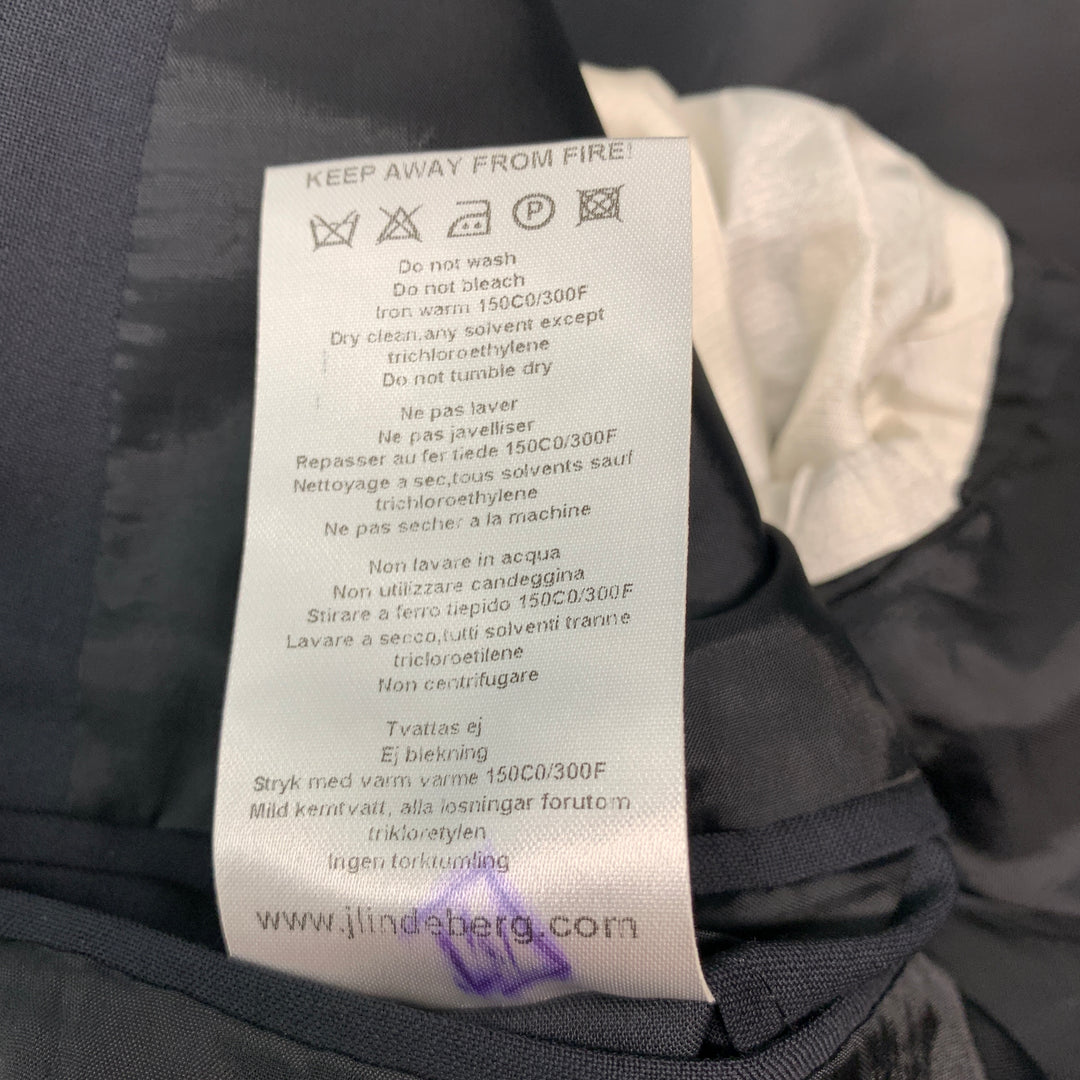 KEEP AWAY FROM FIRE!
P
Do not wash
Do not bleach
Iron warm 150C0/300F
Dry clean,any solvent except
trichloroethylene
Do not tumble dry
Ne pas laver
Ne pas javelliser
Repasser au fer tiede 150C0/300F
Nettoyage a sec,tous solvents sauf
trichloroethylene
Ne pas secher a la machine
Non lavare in acqua
Non utilizzare candeggina
Stirare a ferro tiepido 150C0/300F
Lavare a secco,tutti solventi tranne
tricloroetilene
Non centrifugare
Tvattas ej
Ej blekning
Stryk med varm varme 150C0/300F
Mild kemtvatt, alla losningar forutom
trikloretylen
Ingen torktumling
www.jlindeberg.com